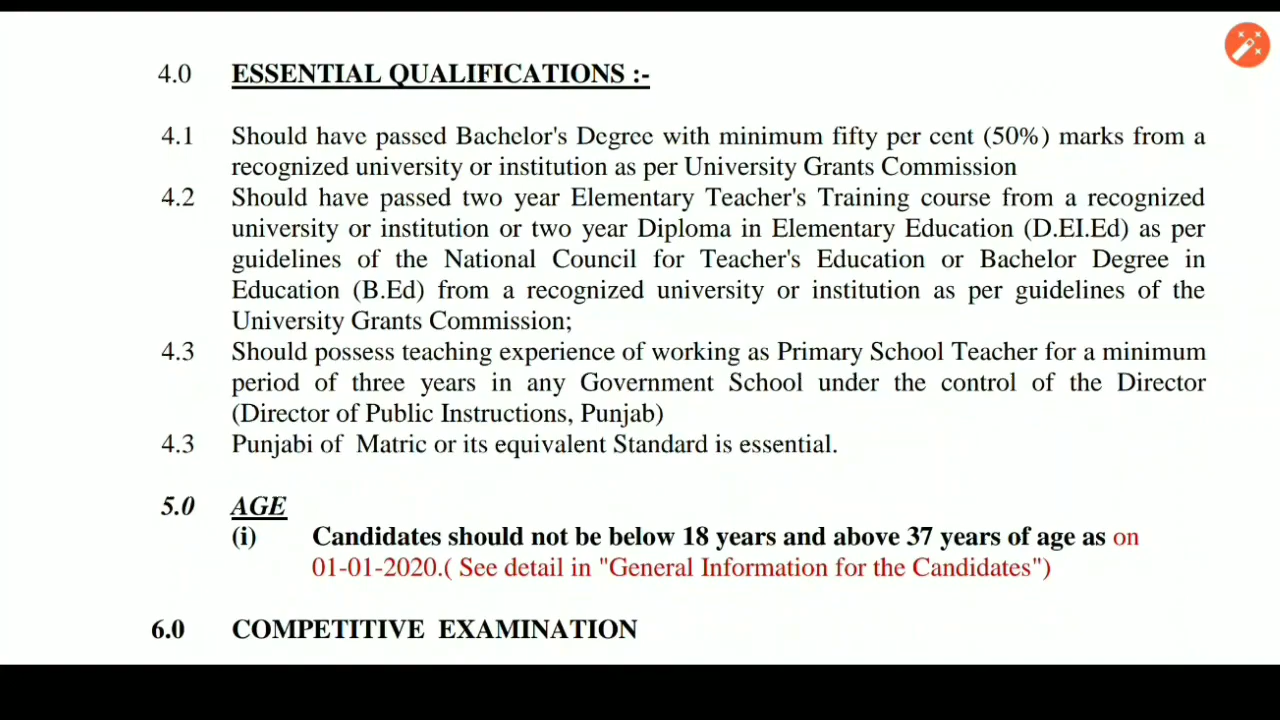 4.0 ESSENTIAL QUALIFICATIONS :-
4.1 Should have passed Bachelor's Degree with minimum fifty per cent (50%) marks from a
recognized university or institution as per University Grants Commission
4.2 Should have passed two year Elementary Teacher's Training course from a recognized
university or institution or two year Diploma in Elementary Education (D.EI.Ed) as per
guidelines of the National Council for Teacher's Education or Bachelor Degree in
Education (B.Ed) from a recognized university or institution as per guidelines of the
University Grants Commission;
4.3 Should possess teaching experience of working as Primary School Teacher for a minimum
period of three years in any Government School under the control of the Director
(Director of Public Instructions, Punjab)
4.3 Punjabi of Matric or its equivalent Standard is essential.
5.0 AGE
(i) Candidates should not be below 18 years and above 37 years of age as on
01-01-2020.( See detail in "General Information for the Candidates")
6.0 COMPETITIVE EXAMINATION